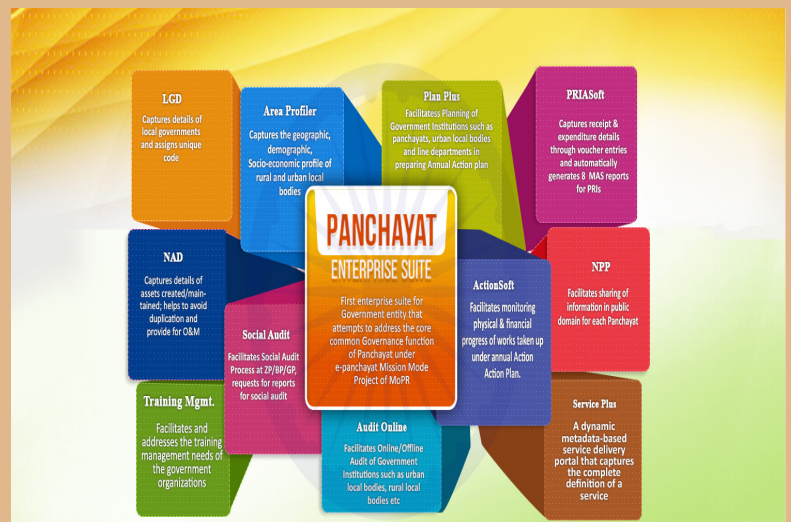 LGD
Captures details of
local governments
and assigns unique
code
Area Profiler
Captures the geographic,
demographic,
Socio-economic profile of
rural and urban local
bodies
Plan Plus
Facilitatess Planning of
Government Institutions such as
panchayats, urban local bodies
and line departments in
preparing Annual Action plan
PRIASoft
Captures receipt &
expenditure details
through voucher entries
and automatically
generates 8 MAS reports
for PRIs
PANCHAYAT
ENTERPRISE SUITE
First enterprise suite for
Government entity that
attempts to address the core
common Governance function
of Panchayat under
e-panchayat Mission Mode
Project of MoPR
NAD
Captures details of
assets created/main-
tained; helps to avoid
duplication and
provide for O&M
Social Audit
Facilitates Social Audit
Process at ZP/BP/GP,
requests for reports
for social audit
ActionSoft
Facilitates monitoring
physical & financial
progress of works taken up
under annual Action
Action Plan.
NPP
Facilitates sharing of
information in public
domain for each Panchayat
Training Mgmt.
Facilitates and
addresses the training
management needs of
the government
organizations
Audit Online
Facilitates Online/Offline
Audit of Government
Institutions such as urban
local bodies, rural local
bodies etc
Service Plus
A dynamic
metadata-based
service delivery
portal that captures
the complete
definition of a
service